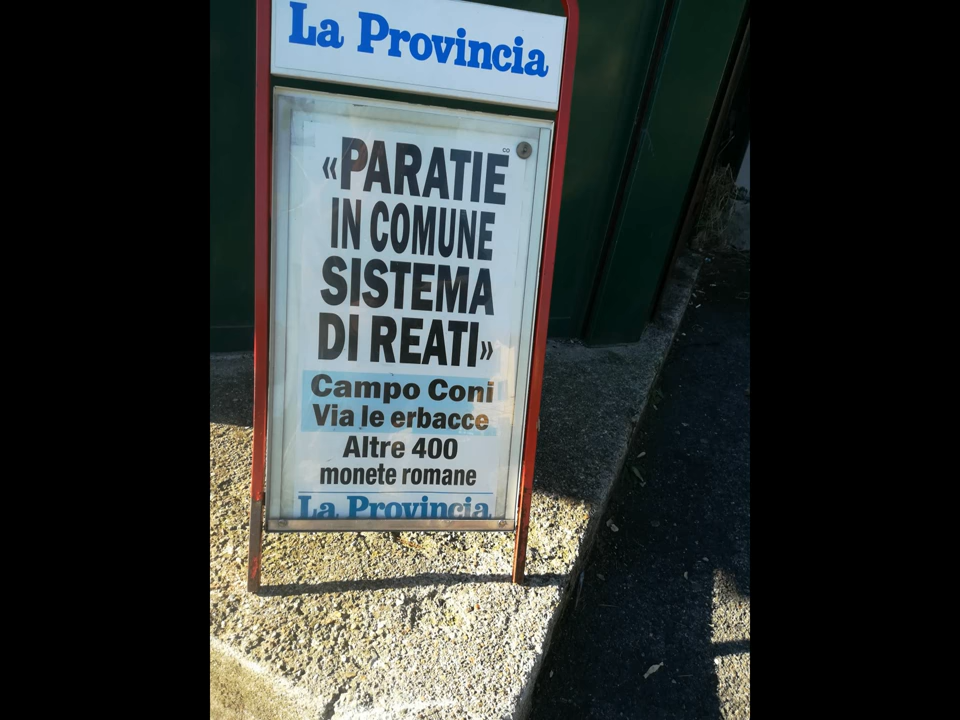 La Provincia
CO
«PARATIE
IN COMUNE
SISTEMA
DI REATI»
Campo Coni
Via le erbacce
Altre 400
monete romane
La Provincia